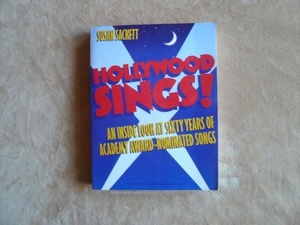 SUSAN SACKETT
HOLLYWOOD
SINGS!
AN INSIDE LOOK AT SIXTY YEARS OF
ACADEMY AWARD-NOMINATED SONGS